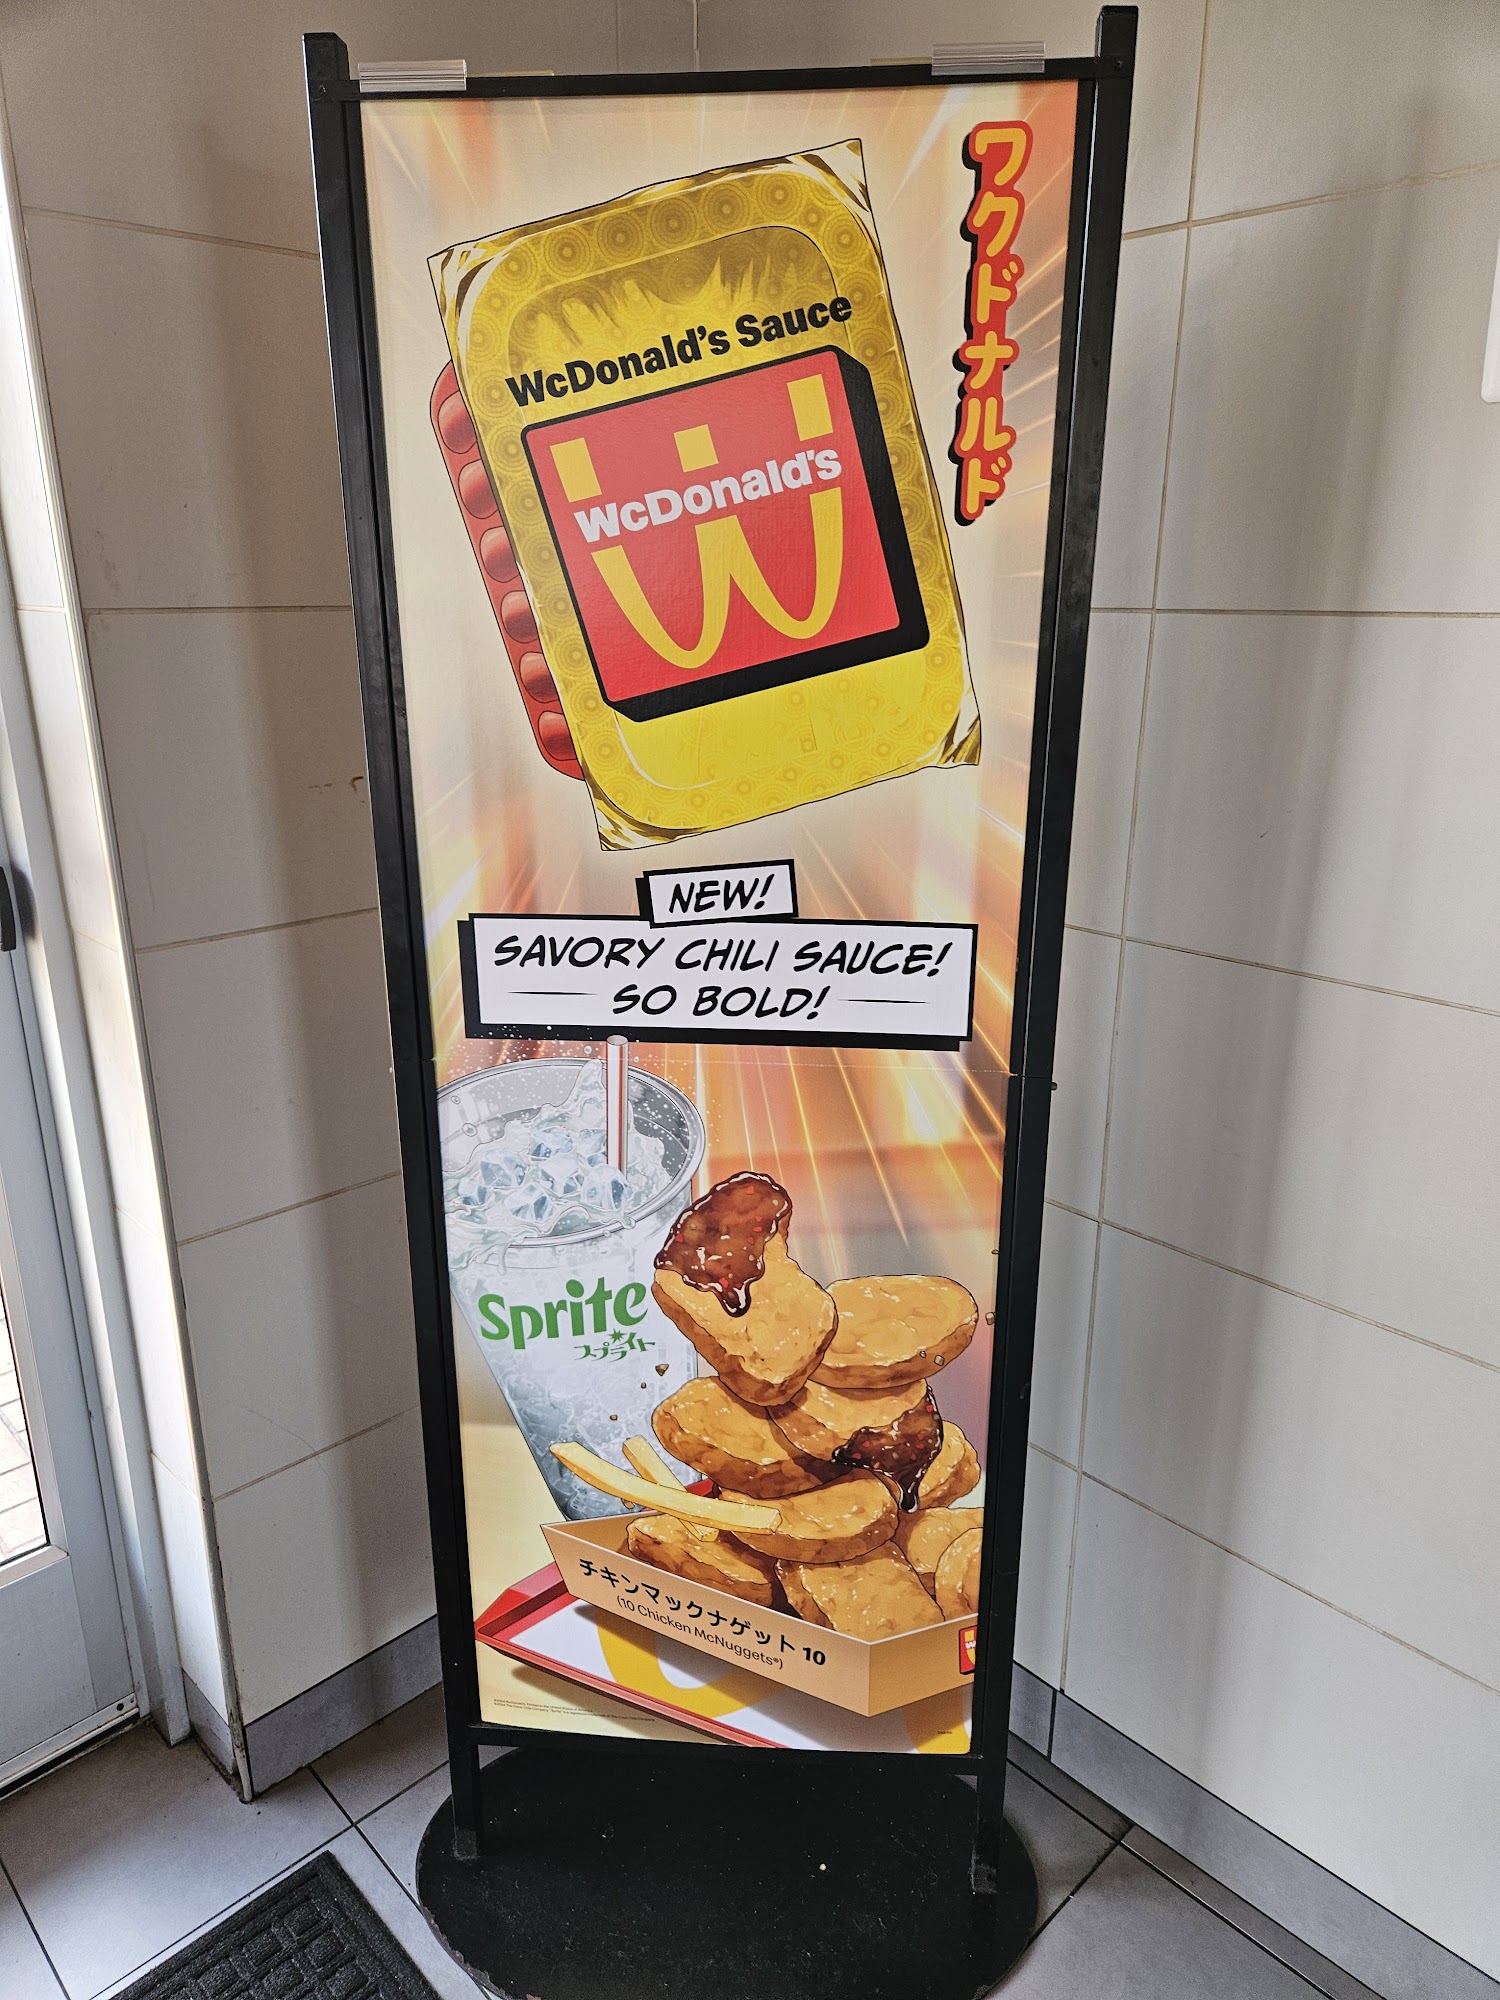 ワクドナルド
WcDonald's Sauce
WcDonald's
NEW!
SAVORY CHILI SAUCE!
SO BOLD!
Sprite
スプライト
チキンマックナゲット 10
(10 Chicken McNuggets®)